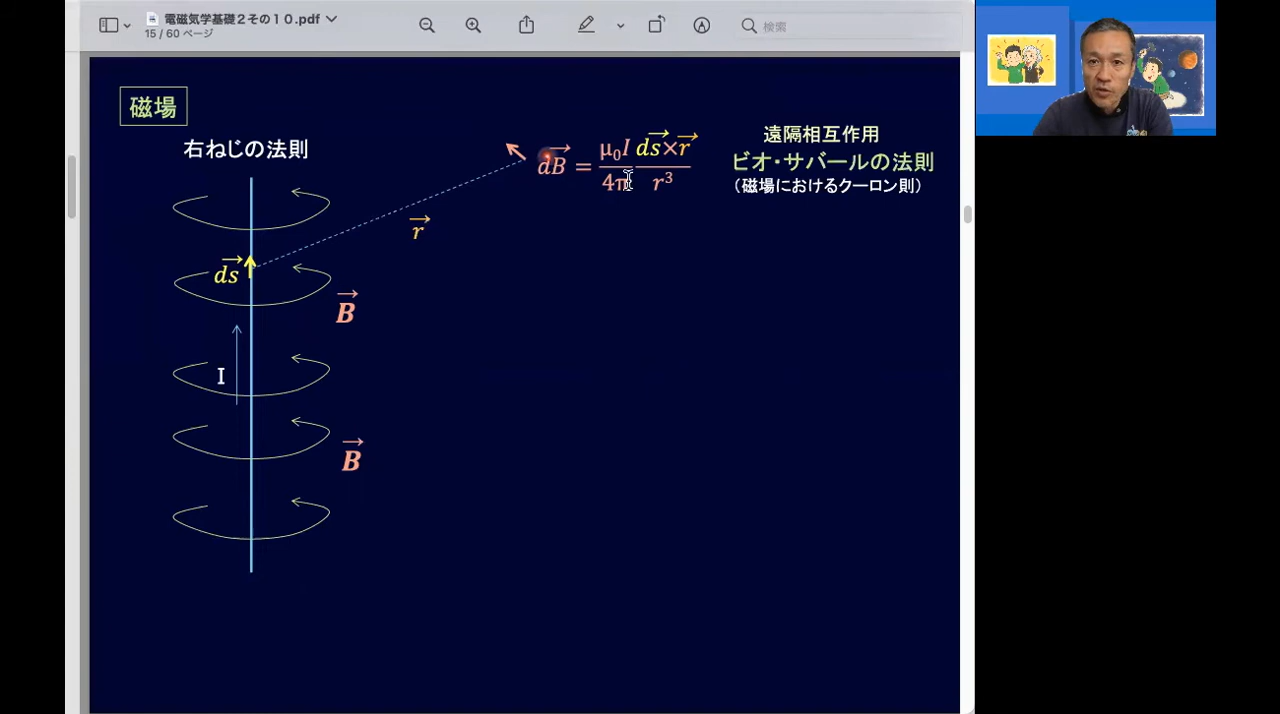 電磁気学基礎２その１０.pdf
15 / 60 ページ
検索
磁場
右ねじの法則
遠隔相互作用
ビオ・サバールの法則
（磁場におけるクーロン則）
dB = μ0I/4π ds×r/r³
r
ds
B
I
B